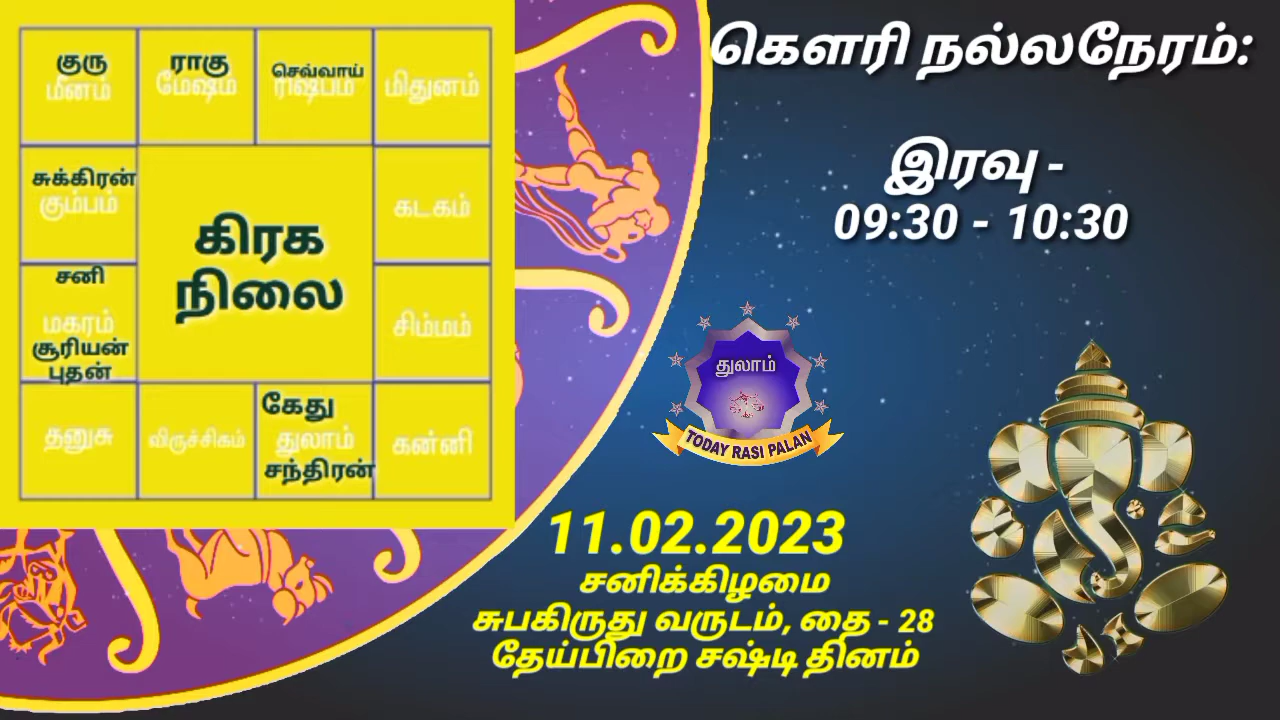 குரு
மீனம்
ராகு
மேஷம்
செவ்வாய்
ரிஷபம்
மிதுனம்
சுக்கிரன்
கும்பம்
கிரக
நிலை
கடகம்
சனி
மகரம்
சூரியன்
புதன்
சிம்மம்
தனுசு
விருச்சிகம்
கேது
துலாம்
சந்திரன்
கன்னி
கௌரி நல்லநேரம்:
இரவு -
09:30 - 10:30
துலாம்
TODAY RASI PALAN
11.02.2023
சனிக்கிழமை
சுபகிருது வருடம், தை - 28
தேய்பிறை சஷ்டி தினம்